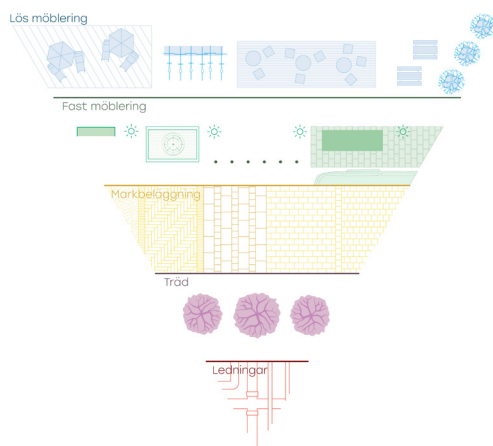 Lös möblering
Fast möblering
Markbeläggning
Träd
Ledningar